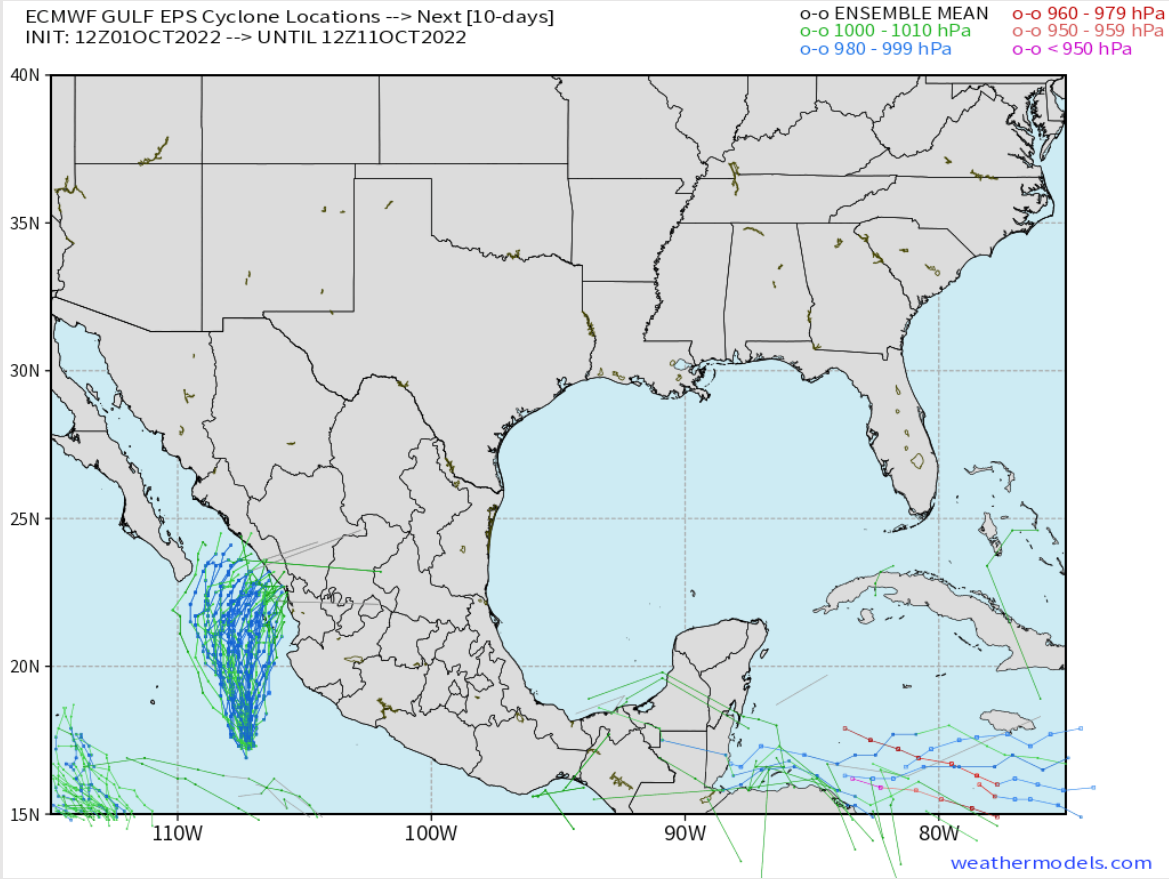 ECMWF GULF EPS Cyclone Locations --> Next [10-days]
INIT: 12Z01OCT2022 --> UNTIL 12Z11OCT2022
o-o ENSEMBLE MEAN
o-o 1000 - 1010 hPa
o-o 980 - 999 hPa
o-o 960 - 979 hPa
o-o 950 - 959 hPa
o-o < 950 hPa
40N
35N
30N
25N
20N
15N
110W 100W 90W 80W
weathermodels.com